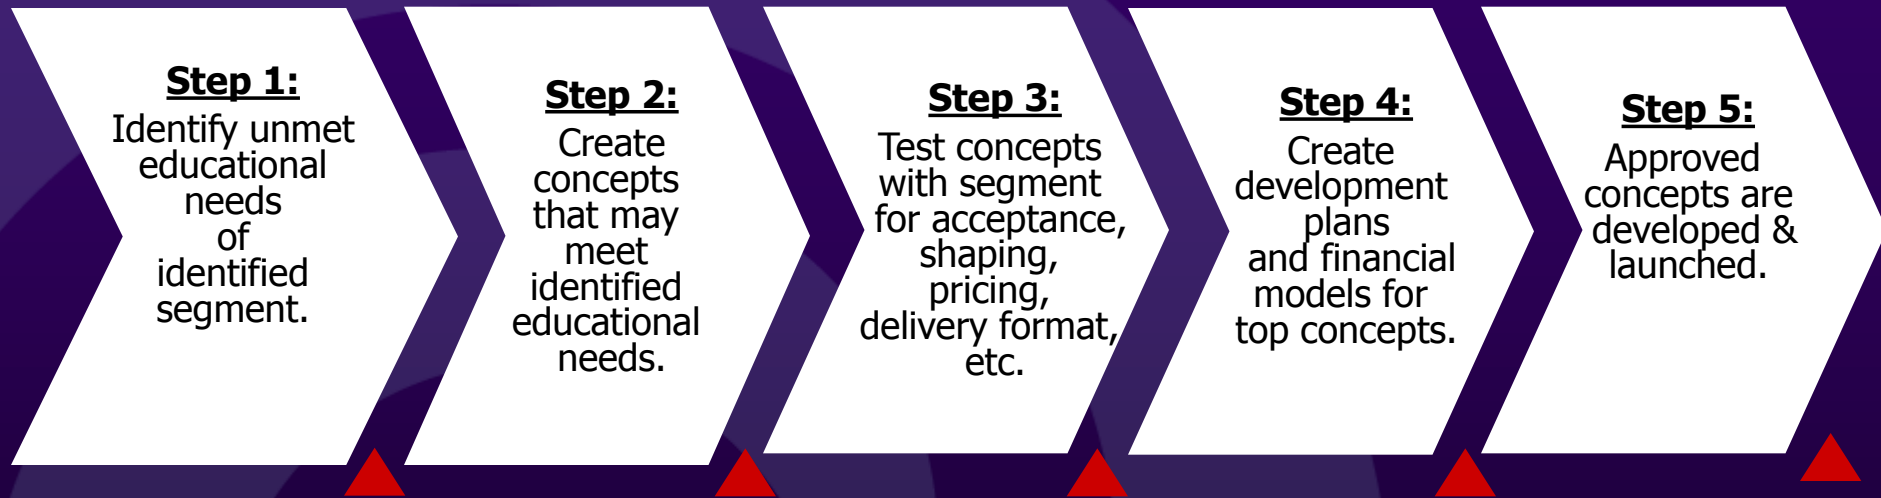 Step 1:
Identify unmet
educational
needs
of
identified
segment.
Step 2:
Create
concepts
that may
meet
identified
educational
needs.
Step 3:
Test concepts
with segment
for acceptance,
shaping,
pricing,
delivery format,
etc.
Step 4:
Create
development
plans
and financial
models for
top concepts.
Step 5:
Approved
concepts are
developed &
launched.